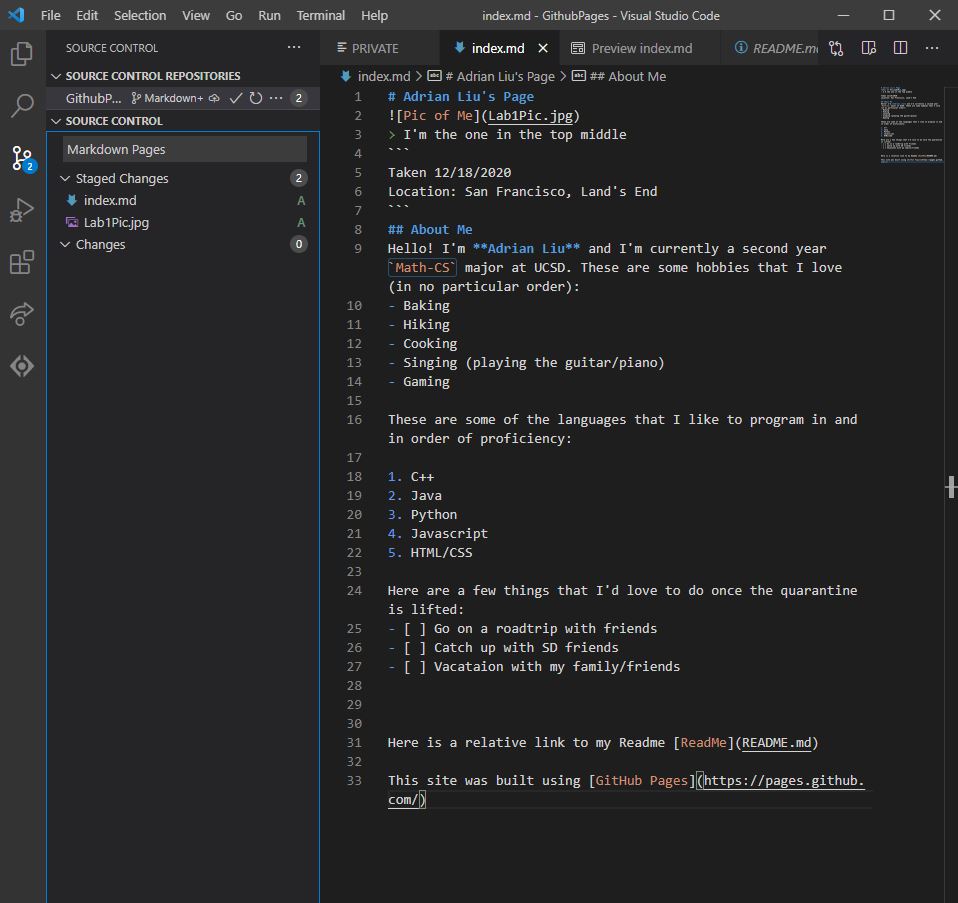 File Edit Selection View Go Run Terminal Help index.md - GithubPages - Visual Studio Code
SOURCE CONTROL
PRIVATE index.md Preview index.md README.m
SOURCE CONTROL REPOSITORIES
GithubP... Markdown+ 2
SOURCE CONTROL
Markdown Pages
Staged Changes 2
index.md A
Lab1Pic.jpg A
Changes 0
2
index.md > # Adrian Liu's Page > ## About Me
1 # Adrian Liu's Page
2 ![Pic of Me](Lab1Pic.jpg)
3 > I'm the one in the top middle
4 ```
5 Taken 12/18/2020
6 Location: San Francisco, Land's End
7 ```
8 ## About Me
9 Hello! I'm **Adrian Liu** and I'm currently a second year
`Math-CS` major at UCSD. These are some hobbies that I love
(in no particular order):
10 - Baking
11 - Hiking
12 - Cooking
13 - Singing (playing the guitar/piano)
14 - Gaming
15
16 These are some of the languages that I like to program in and
in order of proficiency:
17
18 1. C++
19 2. Java
20 3. Python
21 4. Javascript
22 5. HTML/CSS
23
24 Here are a few things that I'd love to do once the quarantine
is lifted:
25 - [ ] Go on a roadtrip with friends
26 - [ ] Catch up with SD friends
27 - [ ] Vacataion with my family/friends
28
29
30
31 Here is a relative link to my Readme [ReadMe](README.md)
32
33 This site was built using [GitHub Pages](https://pages.github.
com/)